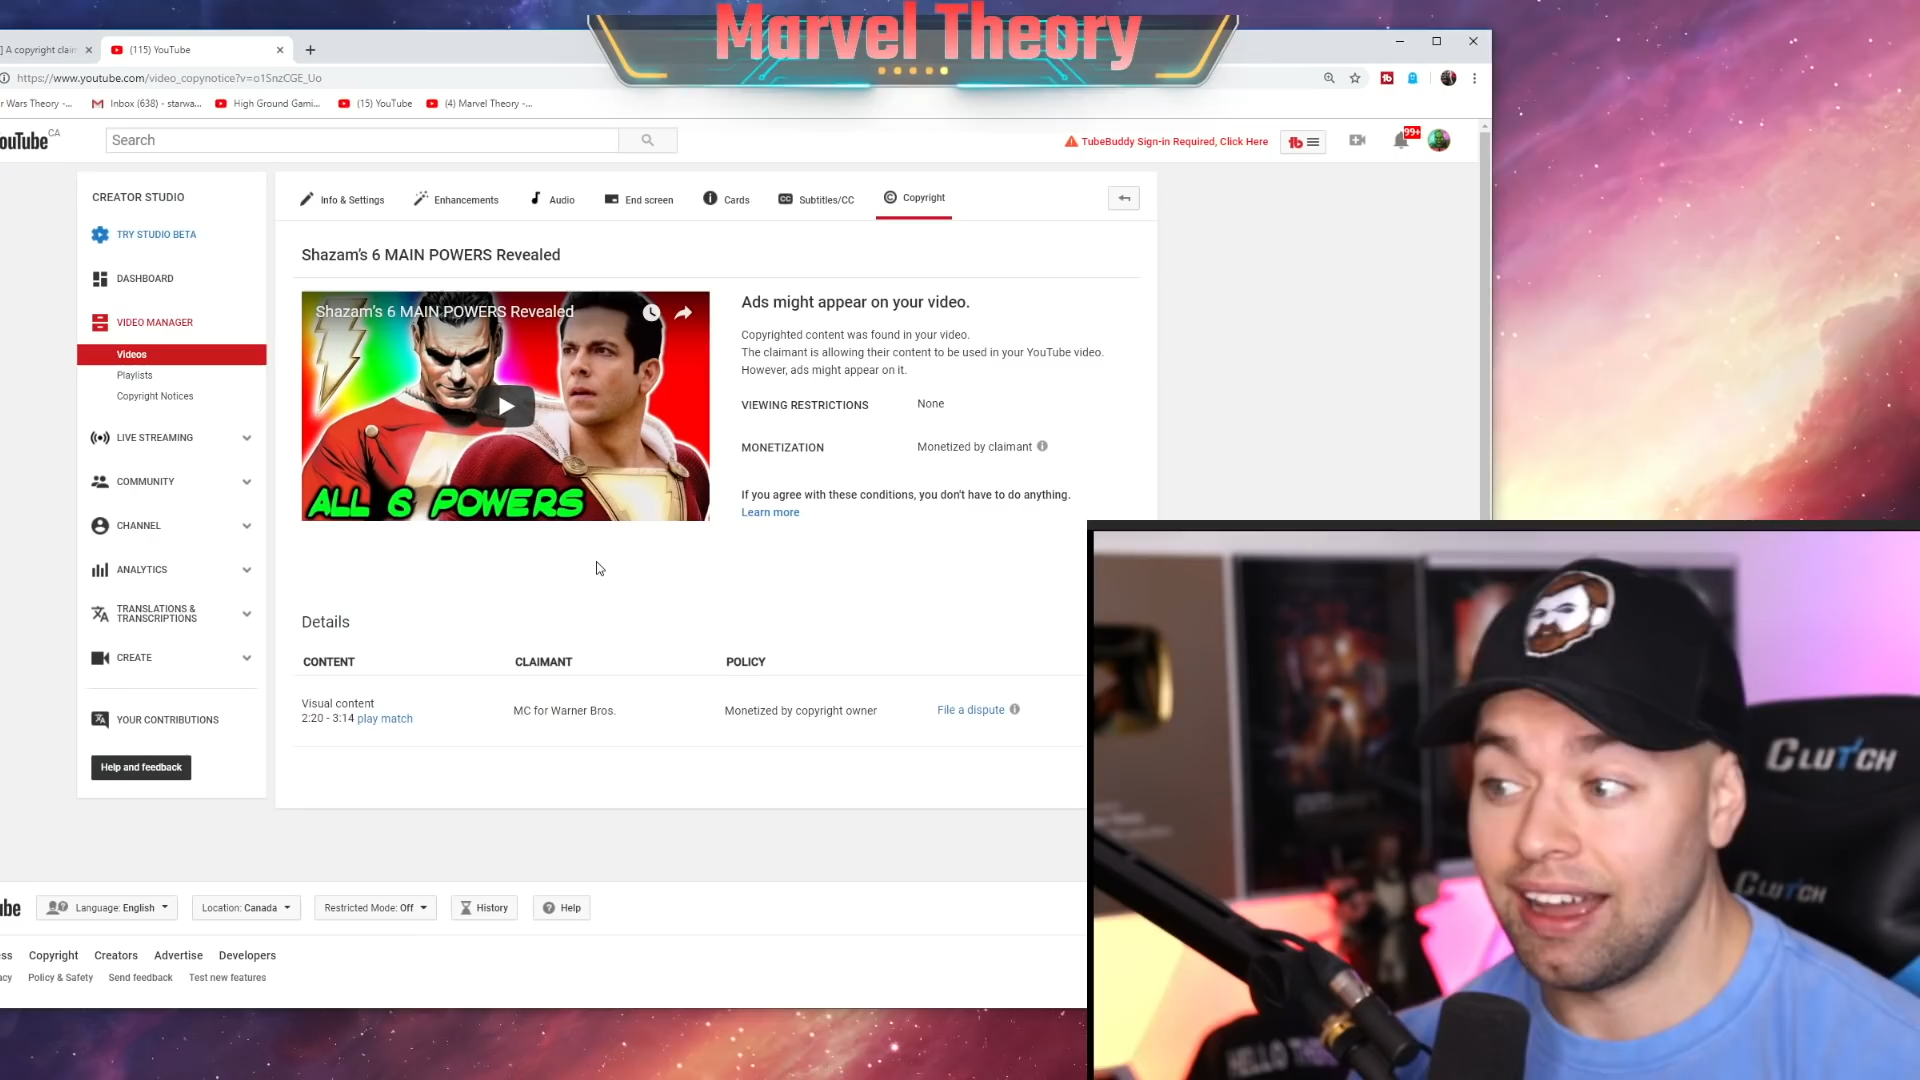 Marvel Theory
] A copyright clai
(115) YouTube
https://www.youtube.com/video_copynotice?v=o1SnzCGE_Uo
r Wars Theory -...
Inbox (638) - starwa...
High Ground Gami...
(15) YouTube
(4) Marvel Theory -...
ouTube CA
Search
TubeBuddy Sign-in Required, Click Here
tb
99+
CREATOR STUDIO
TRY STUDIO BETA
DASHBOARD
VIDEO MANAGER
Videos
Playlists
Copyright Notices
LIVE STREAMING
COMMUNITY
CHANNEL
ANALYTICS
TRANSLATIONS &
TRANSCRIPTIONS
CREATE
YOUR CONTRIBUTIONS
Help and feedback
Info & Settings
Enhancements
Audio
End screen
Cards
CC
Subtitles/CC
Copyright
Shazam's 6 MAIN POWERS Revealed
Shazam's 6 MAIN POWERS Revealed
ALL 6 POWERS
Ads might appear on your video.
Copyrighted content was found in your video.
The claimant is allowing their content to be used in your YouTube video.
However, ads might appear on it.
VIEWING RESTRICTIONS
None
MONETIZATION
Monetized by claimant
If you agree with these conditions, you don't have to do anything.
Learn more
Details
CONTENT
CLAIMANT
POLICY
Visual content
2:20 - 3:14 play match
MC for Warner Bros.
Monetized by copyright owner
File a dispute
CLUTCH
CLUTCH
ube
Language: English
Location: Canada
Restricted Mode: Off
History
Help
ss
Copyright
Creators
Advertise
Developers
acy
Policy & Safety
Send feedback
Test new features